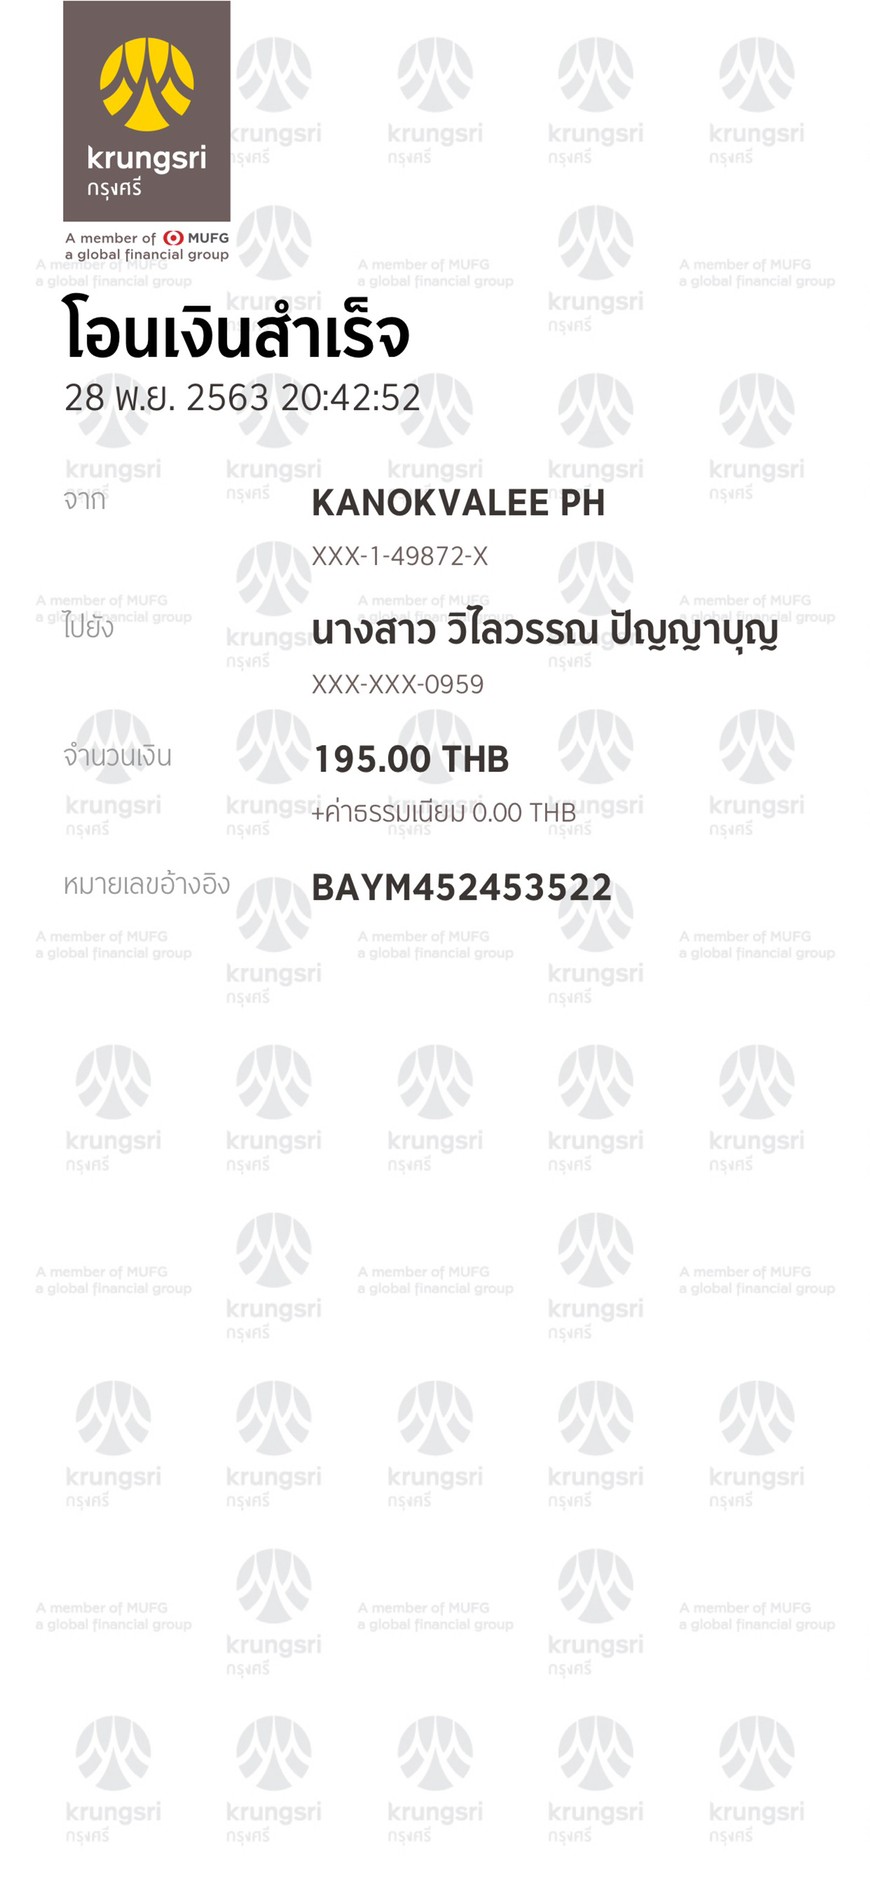 krungsri
กรุงศรี
A member of MUFG
a global financial group
โอนเงินสำเร็จ
28 พ.ย. 2563 20:42:52
จาก KANOKVALEE PH
XXX-1-49872-X
ไปยัง นางสาว วิไลวรรณ ปัญญาบุญ
XXX-XXX-0959
จำนวนเงิน 195.00 THB
+ค่าธรรมเนียม 0.00 THB
หมายเลขอ้างอิง BAYM452453522